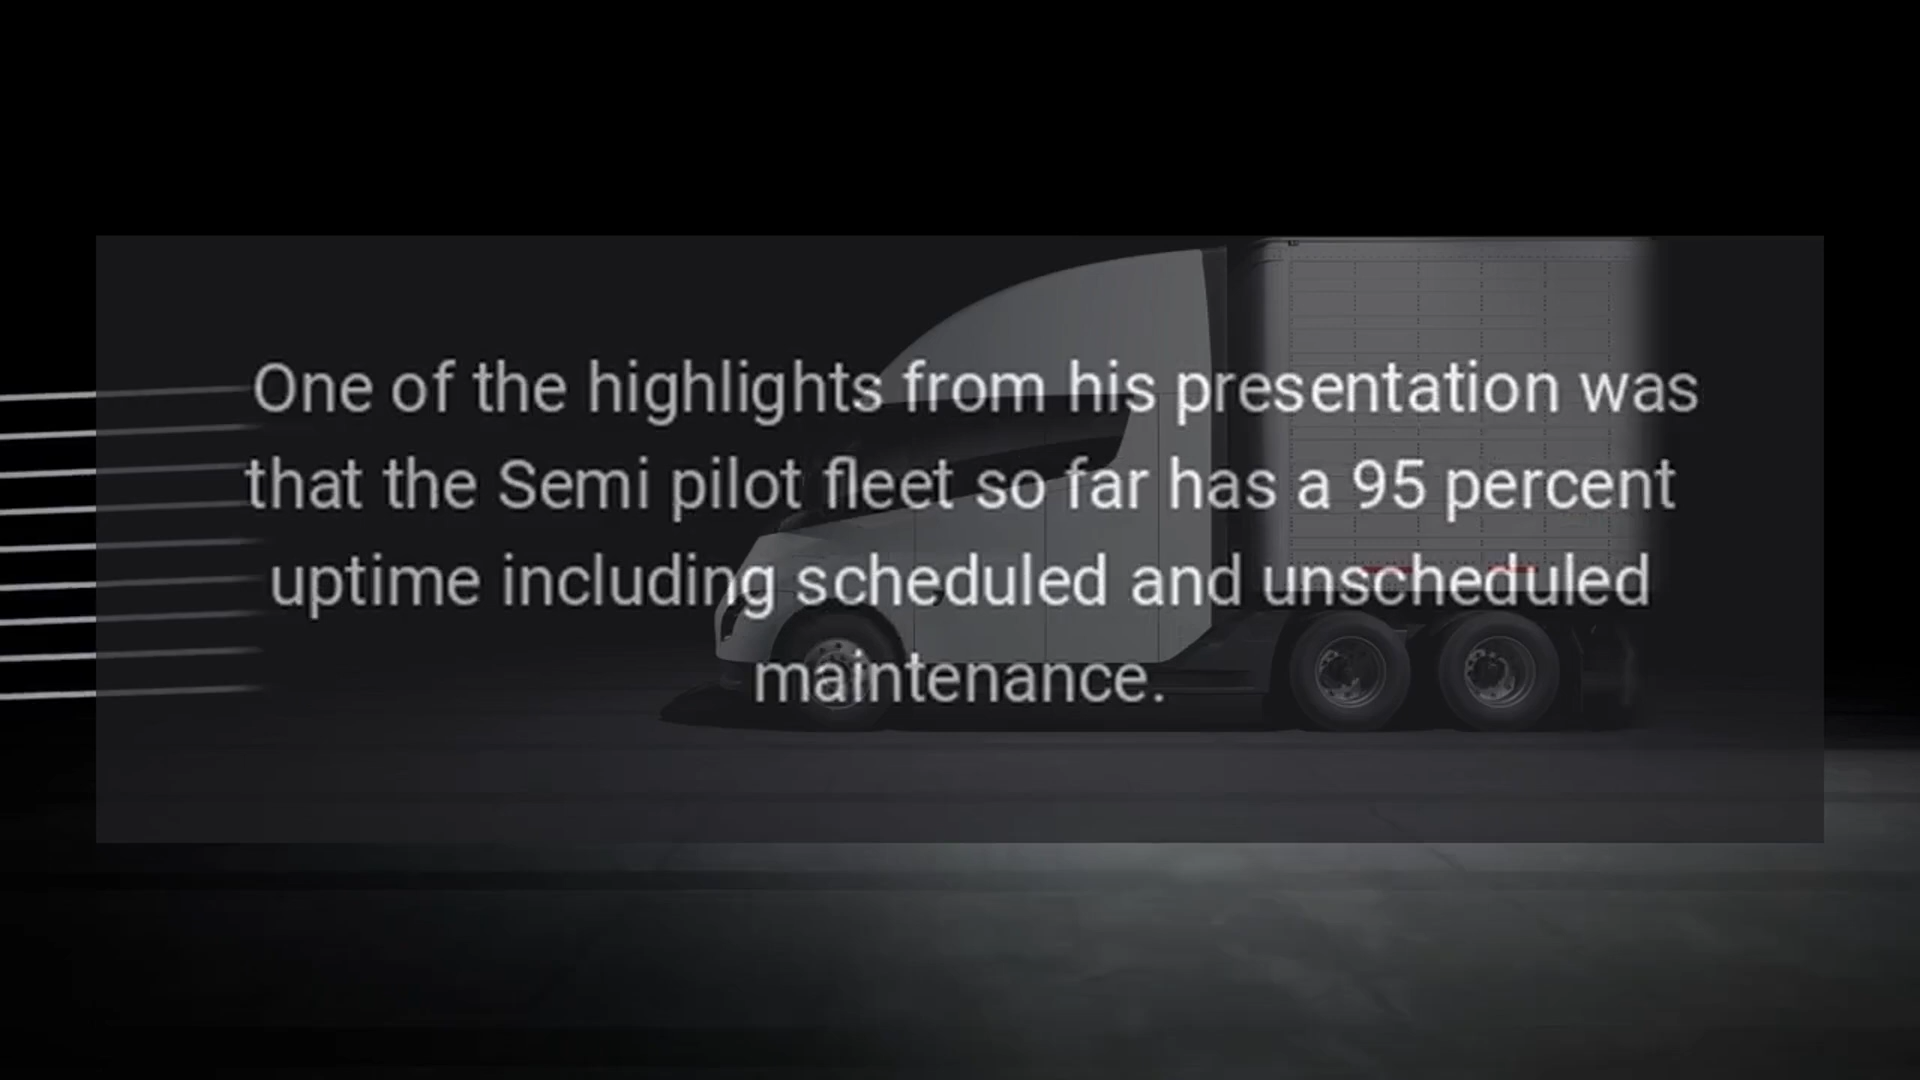 One of the highlights from his presentation was
that the Semi pilot fleet so far has a 95 percent
uptime including scheduled and unscheduled
maintenance.